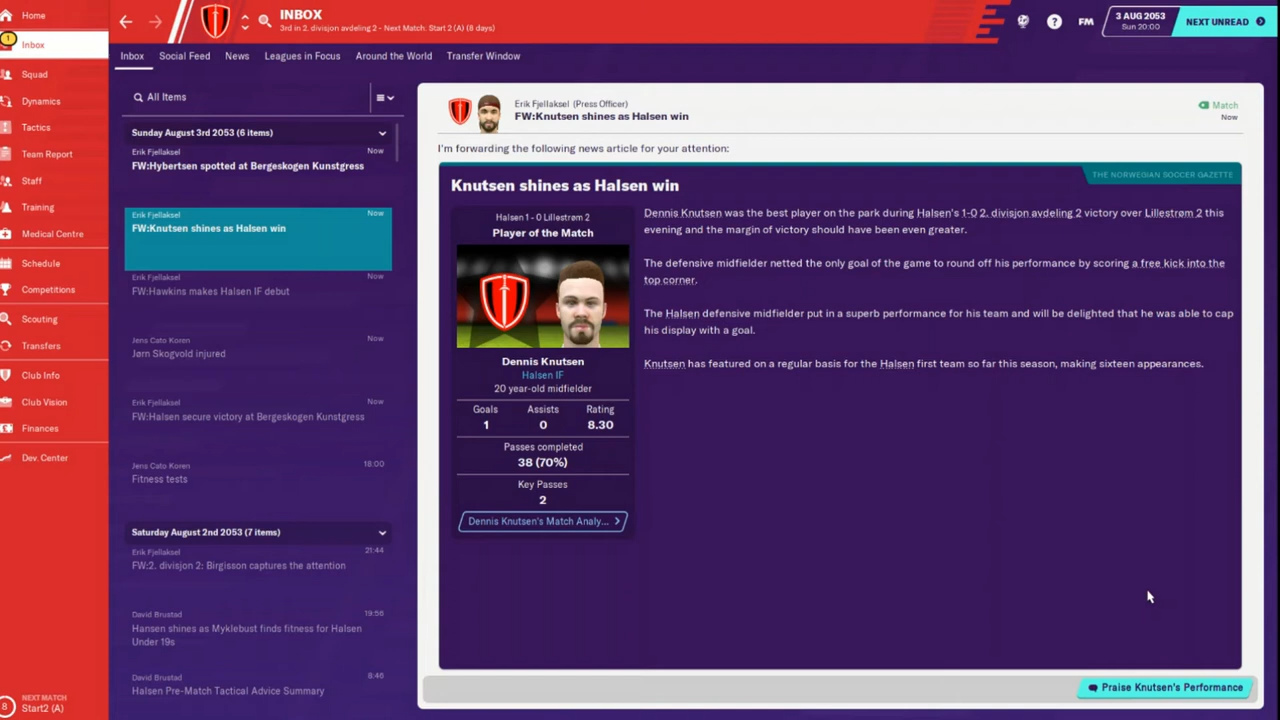 Home
1
Inbox
Squad
Dynamics
Tactics
Team Report
Staff
Training
Medical Centre
Schedule
Competitions
Scouting
Transfers
Club Info
Club Vision
Finances
Dev. Center
8
NEXT MATCH
Start2 (A)
INBOX
3rd in 2. divisjon avdeling 2 - Next Match: Start 2 (A) (8 days)
?
FM
3 AUG 2053
Sun 20:00
NEXT UNREAD
Inbox
Social Feed
News
Leagues in Focus
Around the World
Transfer Window
All Items
Sunday August 3rd 2053 (6 items)
Erik Fjellaksel
Now
FW:Hybertsen spotted at Bergeskogen Kunstgress
Erik Fjellaksel
Now
FW:Knutsen shines as Halsen win
Erik Fjellaksel
Now
FW:Hawkins makes Halsen IF debut
Jens Cato Koren
Now
Jørn Skogvold injured
Erik Fjellaksel
Now
FW:Halsen secure victory at Bergeskogen Kunstgress
Jens Cato Koren
18:00
Fitness tests
Saturday August 2nd 2053 (7 items)
Erik Fjellaksel
21:44
FW:2. divisjon 2: Birgisson captures the attention
David Brustad
19:56
Hansen shines as Myklebust finds fitness for Halsen
Under 19s
David Brustad
8:46
Halsen Pre-Match Tactical Advice Summary
Erik Fjellaksel (Press Officer)
FW:Knutsen shines as Halsen win
Match
Now
I'm forwarding the following news article for your attention:
THE NORWEGIAN SOCCER GAZETTE
Knutsen shines as Halsen win
Halsen 1 - 0 Lillestrøm 2
Player of the Match
Dennis Knutsen
Halsen IF
20 year-old midfielder
Goals
Assists
Rating
1
0
8.30
Passes completed
38 (70%)
Key Passes
2
Dennis Knutsen's Match Analy...
Dennis Knutsen was the best player on the park during Halsen's 1-0 2. divisjon avdeling 2 victory over Lillestrøm 2 this
evening and the margin of victory should have been even greater.
The defensive midfielder netted the only goal of the game to round off his performance by scoring a free kick into the
top corner.
The Halsen defensive midfielder put in a superb performance for his team and will be delighted that he was able to cap
his display with a goal.
Knutsen has featured on a regular basis for the Halsen first team so far this season, making sixteen appearances.
Praise Knutsen's Performance